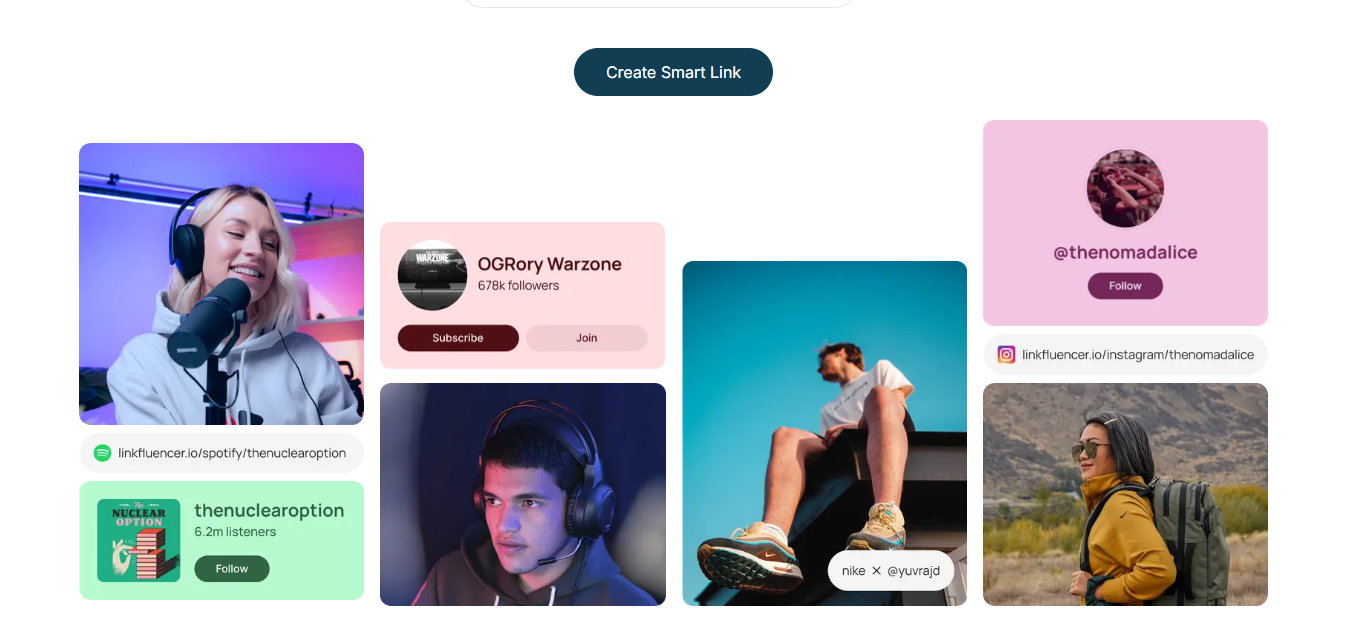 Create Smart Link
linkfluencer.io/spotify/thenuclearoption
The
NUCLEAR
OPTION
thenuclearoption
6.2m listeners
Follow
WARZONE
OGRory Warzone
678k followers
Subscribe
Join
nike × @yuvrajd
@thenomadalice
Follow
linkfluencer.io/instagram/thenomadalice